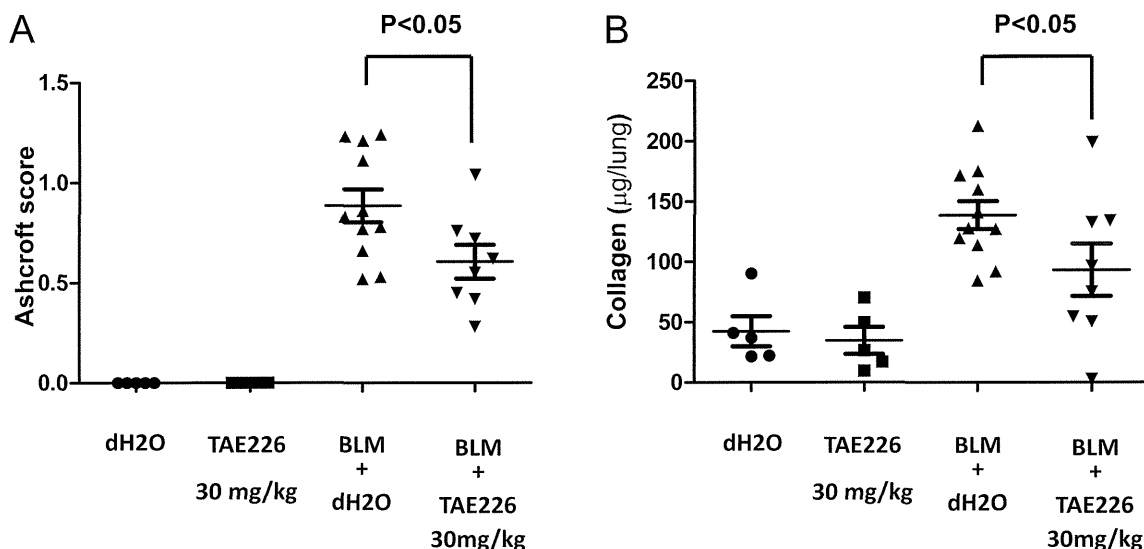 A
P<0.05
Ashcroft score
1.5
1.0
0.5
0.0
dH2O
TAE226
30 mg/kg
BLM
+
dH2O
BLM
+
TAE226
30mg/kg
B
P<0.05
Collagen (μg/lung)
250
200
150
100
50
0
dH2O
TAE226
30 mg/kg
BLM
+
dH2O
BLM
+
TAE226
30mg/kg